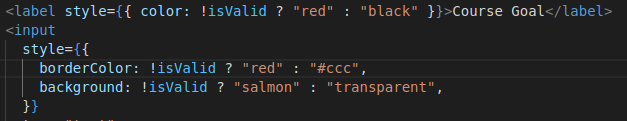 <label style={{ color: !isValid ? "red" : "black" }}>Course Goal</label>
<input
style={{
borderColor: !isValid ? "red" : "#ccc",
background: !isValid ? "salmon" : "transparent",
}}